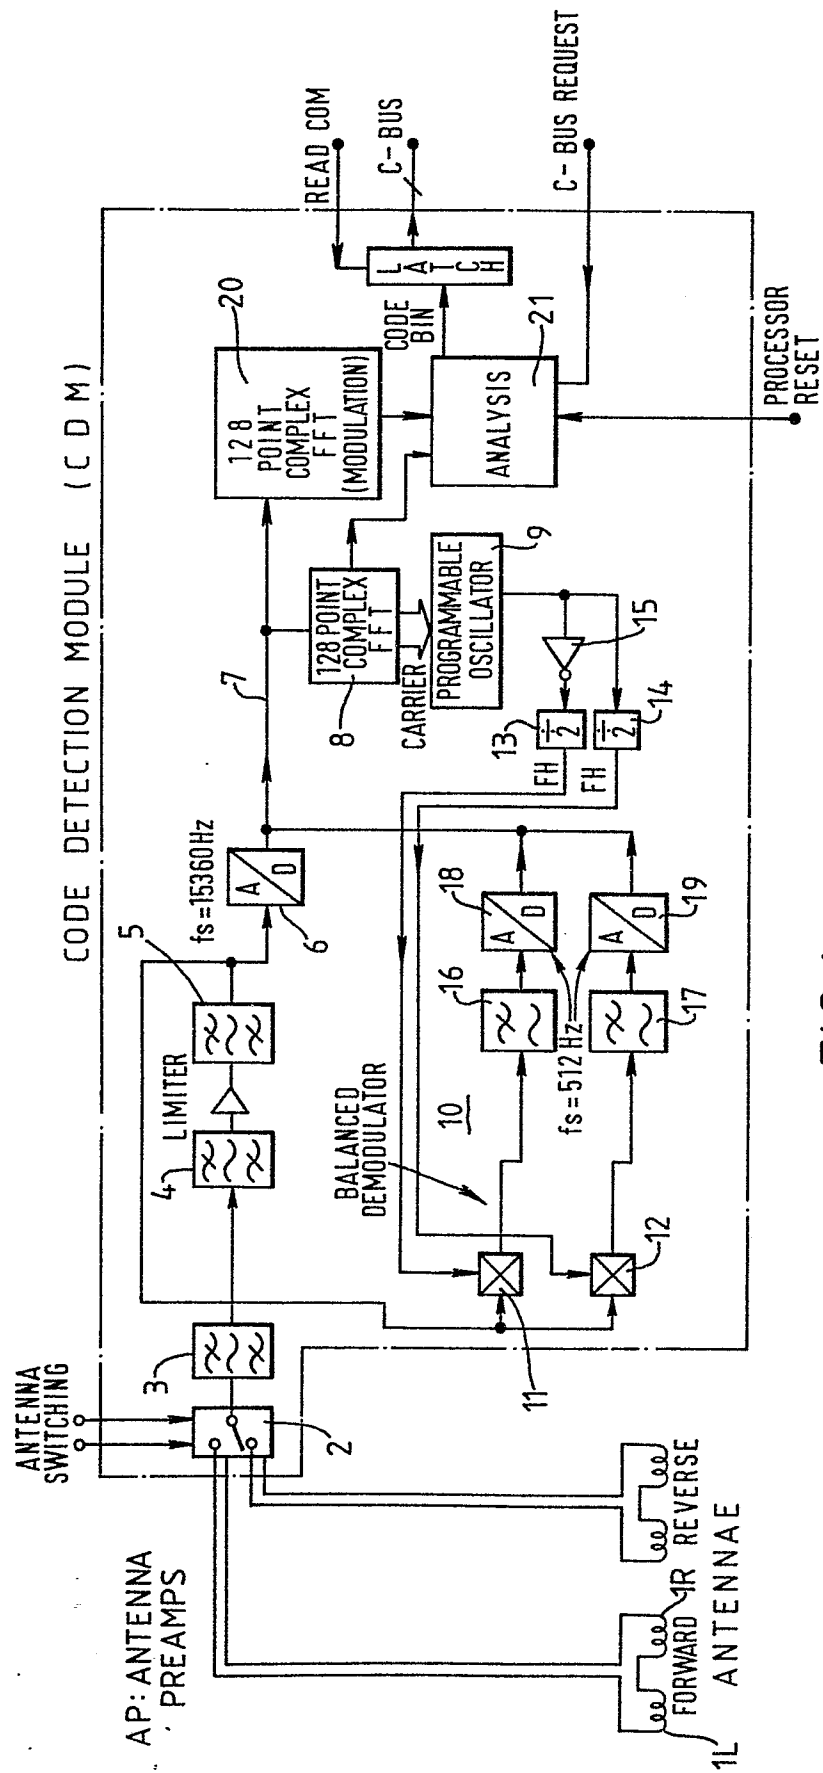 CODE DETECTION MODULE (CDM)
ANTENNA
SWITCHING
AP: ANTENNA
PREAMPS
2
3
4
LIMITER
5
fs = 15360Hz
A
D
6
7
128
POINT
COMPLEX
FFT
(MODULATION)
20
128 POINT
COMPLEX
FFT
8
CARRIER
PROGRAMMABLE
OSCILLATOR
9
ANALYSIS
21
CODE
BIN
LATCH
READ COM
C-BUS
C-BUS REQUEST
PROCESSOR
RESET
15
13
÷2
FH
14
÷2
FH
BALANCED
DEMODULATOR
10
11
12
16
17
fs = 512 Hz
A
D
18
A
D
19
1L
FORWARD
1R
REVERSE
ANTENNAE